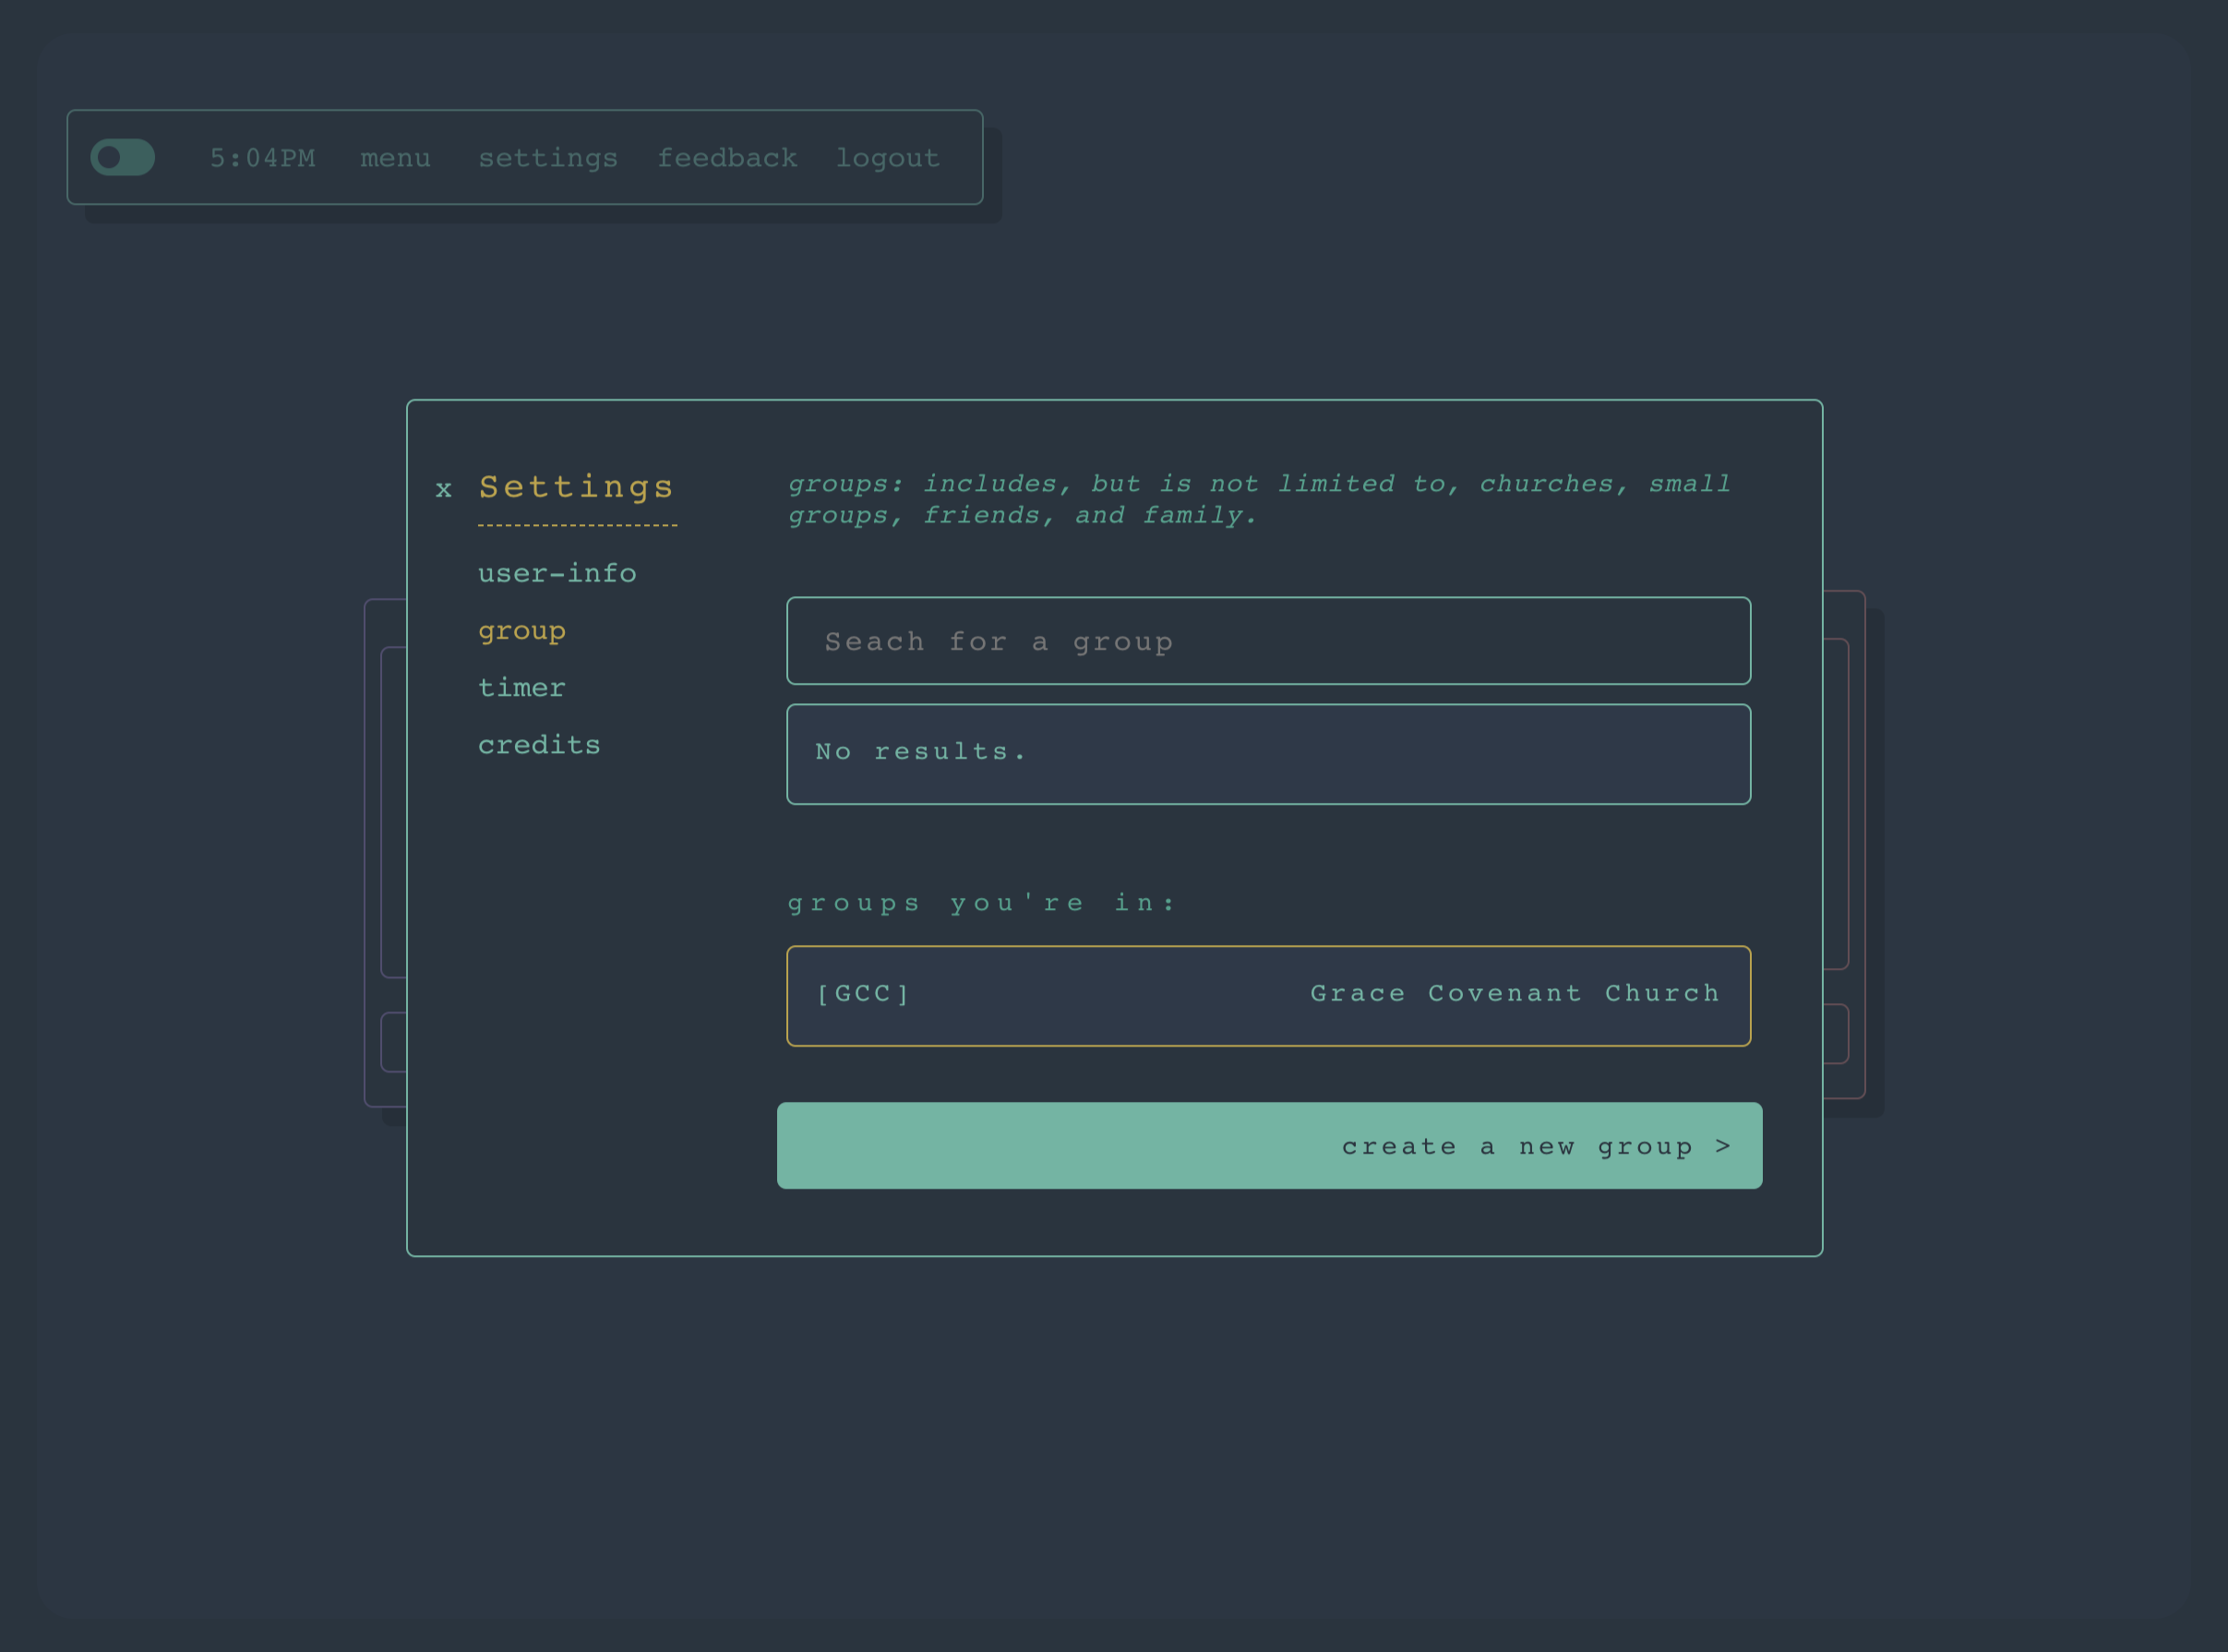 5:04PM menu settings feedback logout
x Settings
user-info
group
timer
credits
groups: includes, but is not limited to, churches, small
groups, friends, and family.
Seach for a group
No results.
groups you're in:
[GCC] Grace Covenant Church
create a new group >